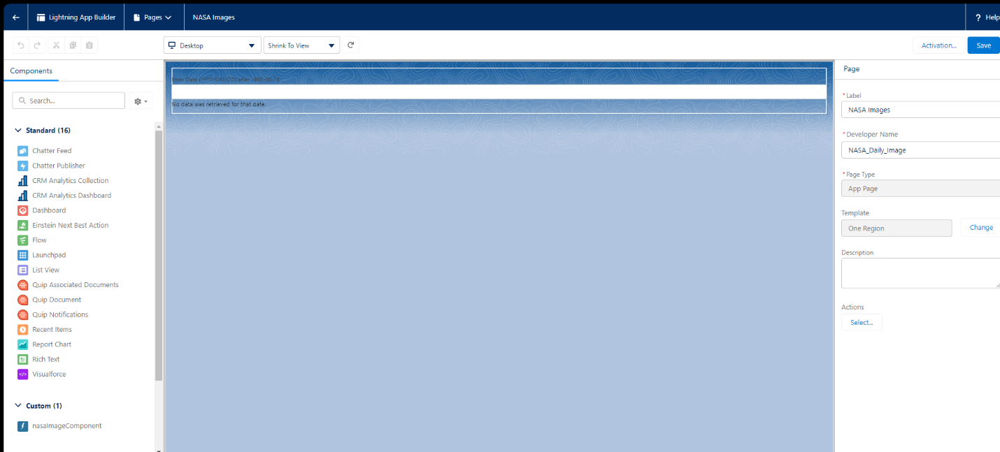 Lightning App Builder
Pages
NASA Images
? Help
Desktop
Shrink To View
Activation...
Save
Components
Search...
Standard (16)
Chatter Feed
Chatter Publisher
CRM Analytics Collection
CRM Analytics Dashboard
Dashboard
Einstein Next Best Action
Flow
Launchpad
List View
Quip Associated Documents
Quip Document
Quip Notifications
Recent Items
Report Chart
Rich Text
Visualforce
Custom (1)
nasaImageComponent
Enter Date (YYYY-MM-DD) after
No data was retrieved for that date.
Page
* Label
NASA Images
* Developer Name
NASA_Daily_Image
* Page Type
App Page
Template
One Region
Change
Description
Actions
Select...